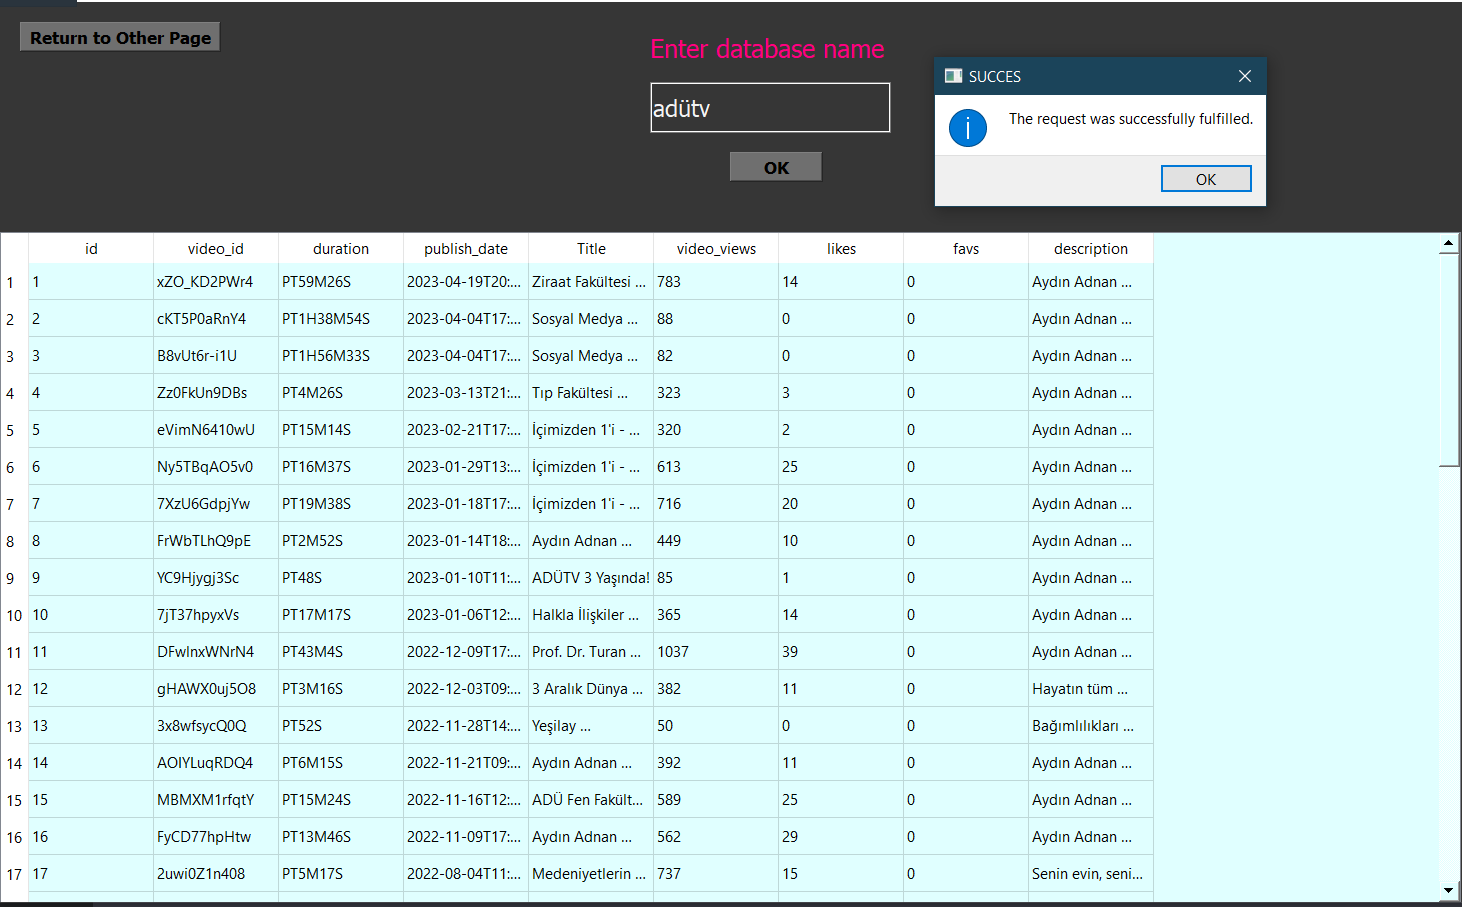 Return to Other Page
Enter database name
adütv
OK
SUCCES
The request was successfully fulfilled.
OK
id video_id duration publish_date Title video_views likes favs description
1 1 xZO_KD2PWr4 PT59M26S 2023-04-19T20:... Ziraat Fakültesi ... 783 14 0 Aydın Adnan ...
2 2 cKT5P0aRnY4 PT1H38M54S 2023-04-04T17:... Sosyal Medya ... 88 0 0 Aydın Adnan ...
3 3 B8vUt6r-i1U PT1H56M33S 2023-04-04T17:... Sosyal Medya ... 82 0 0 Aydın Adnan ...
4 4 Zz0FkUn9DBs PT4M26S 2023-03-13T21:... Tıp Fakültesi ... 323 3 0 Aydın Adnan ...
5 5 eVimN6410wU PT15M14S 2023-02-21T17:... İçimizden 1'i - ... 320 2 0 Aydın Adnan ...
6 6 Ny5TBqAO5v0 PT16M37S 2023-01-29T13:... İçimizden 1'i - ... 613 25 0 Aydın Adnan ...
7 7 7XzU6GdpjYw PT19M38S 2023-01-18T17:... İçimizden 1'i - ... 716 20 0 Aydın Adnan ...
8 8 FrWbTLhQ9pE PT2M52S 2023-01-14T18:... Aydın Adnan ... 449 10 0 Aydın Adnan ...
9 9 YC9Hjygj3Sc PT48S 2023-01-10T11:... ADÜTV 3 Yaşında! 85 1 0 Aydın Adnan ...
10 10 7jT37hpyxVs PT17M17S 2023-01-06T12:... Halkla İlişkiler ... 365 14 0 Aydın Adnan ...
11 11 DFwlnxWNrN4 PT43M4S 2022-12-09T17:... Prof. Dr. Turan ... 1037 39 0 Aydın Adnan ...
12 12 gHAWX0uj5O8 PT3M16S 2022-12-03T09:... 3 Aralık Dünya ... 382 11 0 Hayatın tüm ...
13 13 3x8wfsycQ0Q PT52S 2022-11-28T14:... Yeşilay ... 50 0 0 Bağımlılıkları ...
14 14 AOIYLuqRDQ4 PT6M15S 2022-11-21T09:... Aydın Adnan ... 392 11 0 Aydın Adnan ...
15 15 MBMXM1rfqtY PT15M24S 2022-11-16T12:... ADÜ Fen Fakült... 589 25 0 Aydın Adnan ...
16 16 FyCD77hpHtw PT13M46S 2022-11-09T17:... Aydın Adnan ... 562 29 0 Aydın Adnan ...
17 17 2uwi0Z1n408 PT5M17S 2022-08-04T11:... Medeniyetlerin ... 737 15 0 Senin evin, seni...